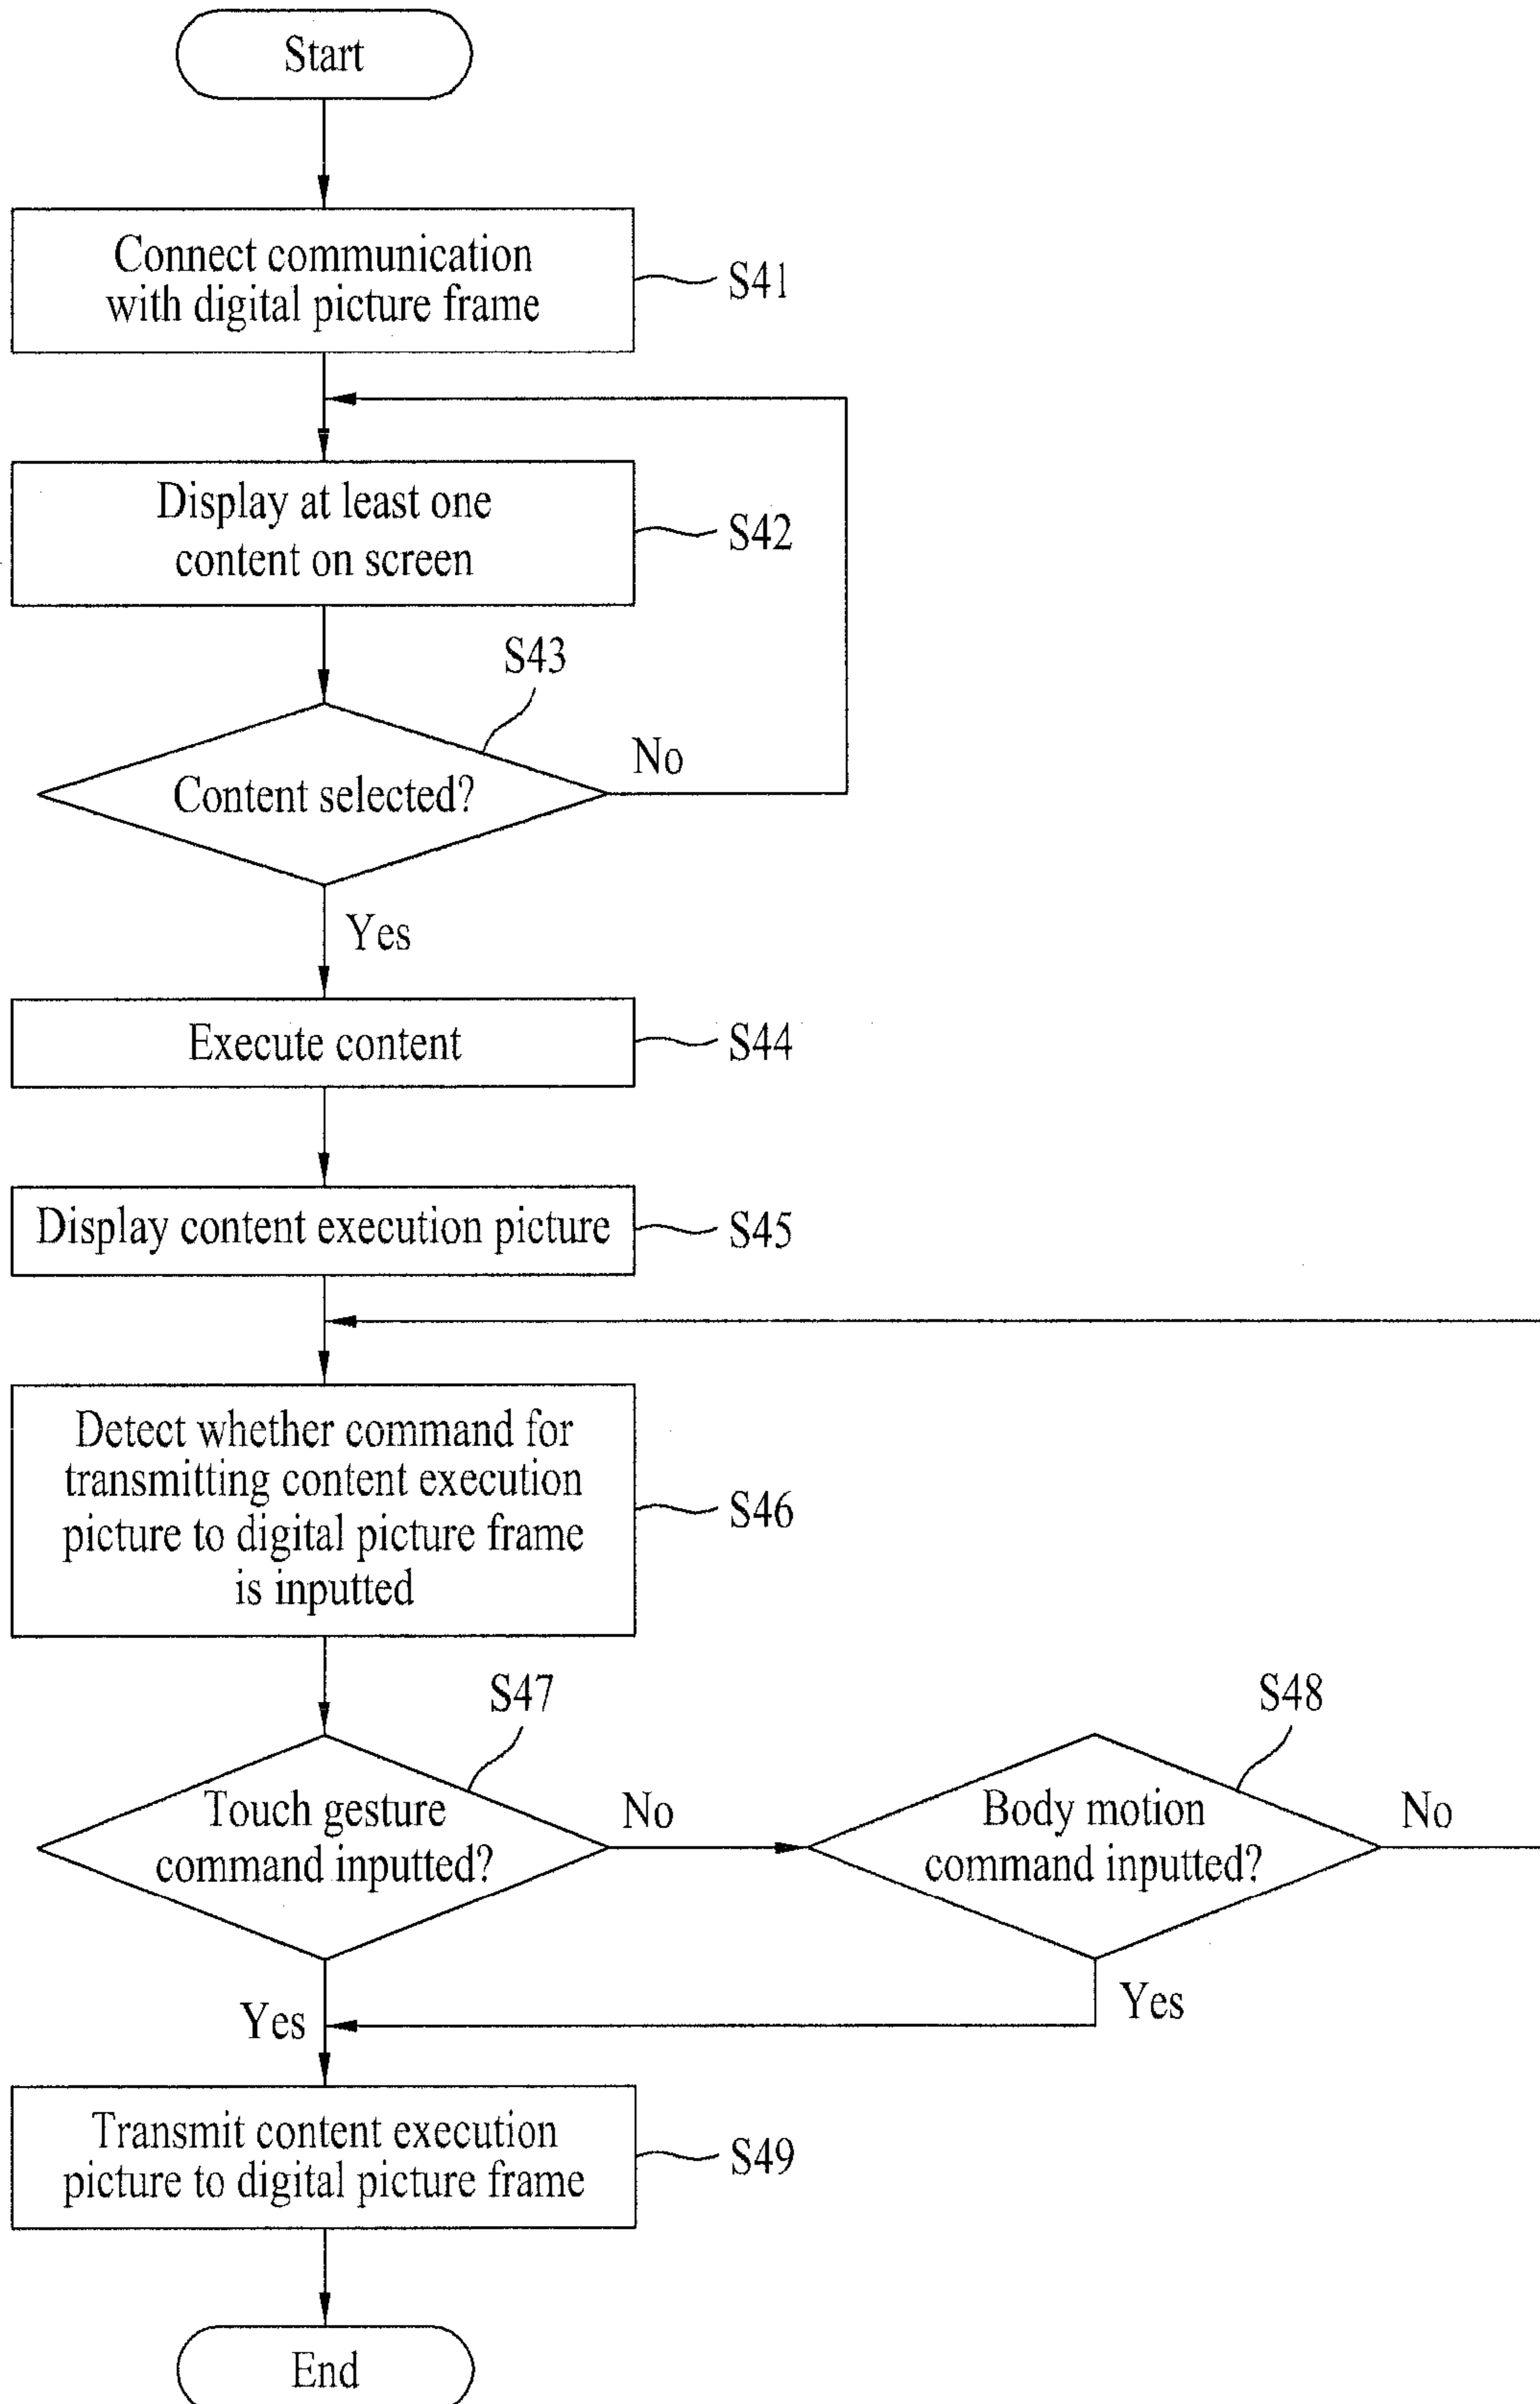 Start
Connect communication
with digital picture frame
S41
Display at least one
content on screen
S42
S43
Content selected?
No
Yes
Execute content
S44
Display content execution picture
S45
Detect whether command for
transmitting content execution
picture to digital picture frame
is inputted
S46
S47
Touch gesture
command inputted?
No
S48
Body motion
command inputted?
No
Yes
Yes
Transmit content execution
picture to digital picture frame
S49
End